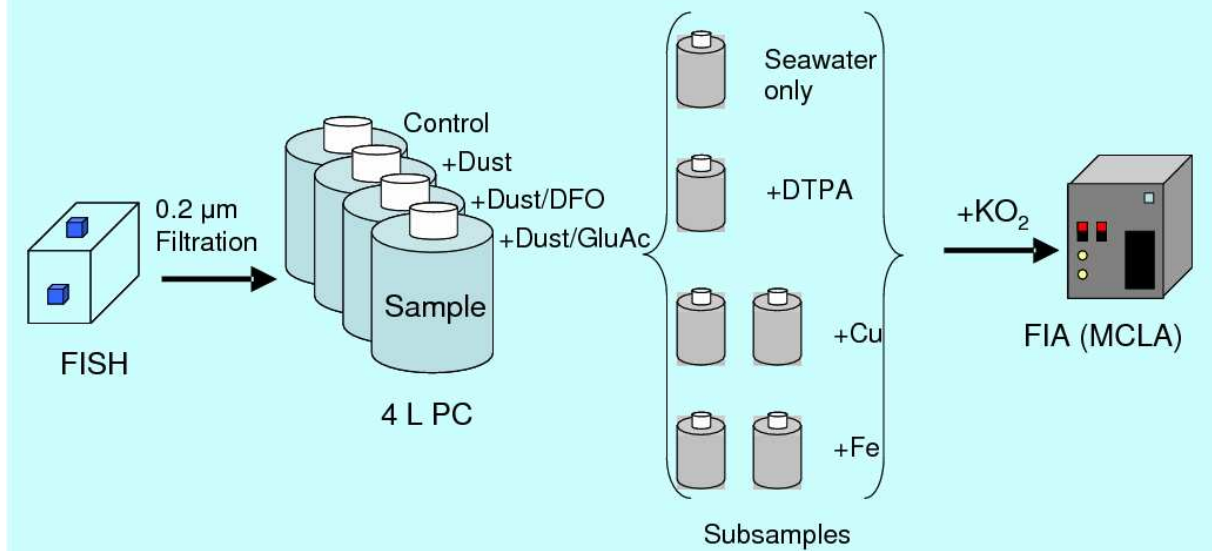 FISH
0.2 µm
Filtration
Control
+Dust
+Dust/DFO
+Dust/GluAc
Sample
4 L PC
Seawater
only
+DTPA
+Cu
+Fe
Subsamples
+KO₂
FIA (MCLA)